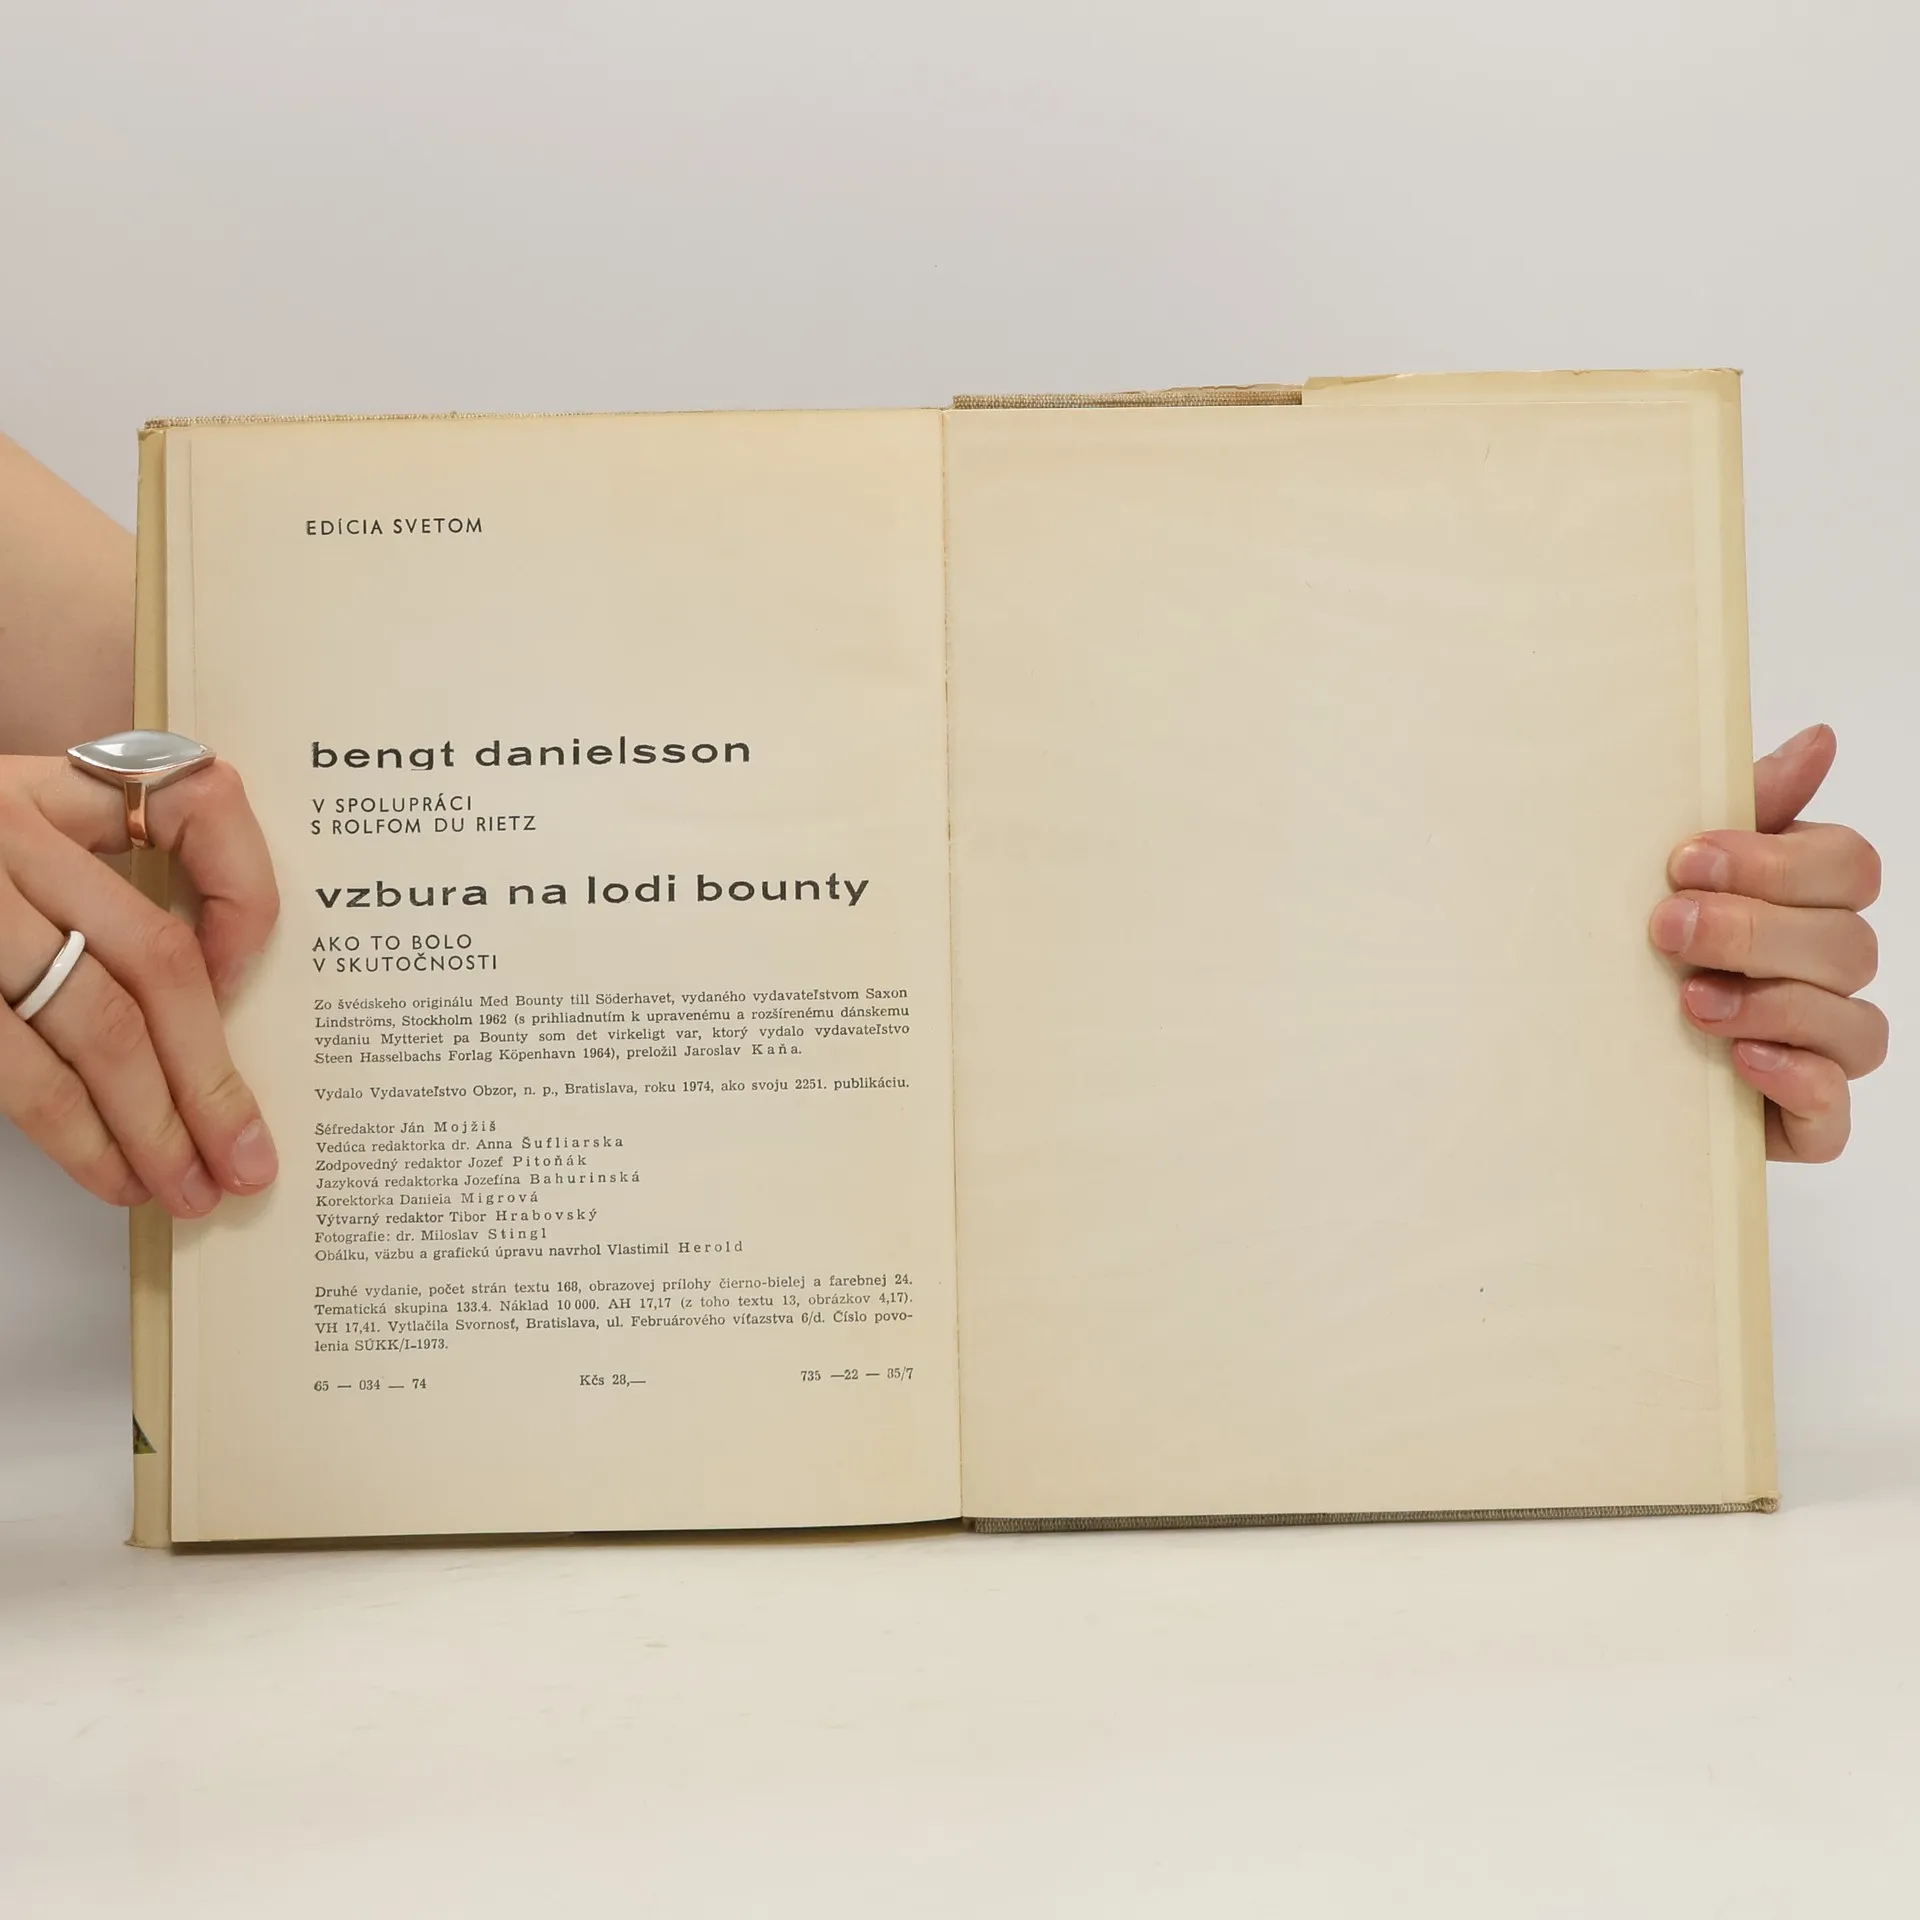 EDÍCIA SVETOM
bengt danielsson
V SPOLUPRÁCI
S ROLFOM DU RIETZ
vzbura na lodi bounty
AKO TO BOLO
V SKUTOČNOSTI
Zo švédskeho originálu Med Bounty till Söderhavet, vydaného vydavateľstvom Saxon
Lindströms, Stockholm 1962 (s prihliadnutím k upravenému a rozšírenému dánskemu
vydaniu Mytteriet pa Bounty som det virkeligt var, ktorý vydalo vydavateľstvo
Steen Hasselbachs Forlag Köpenhavn 1964), preložil Jaroslav Kaňa.
Vydalo Vydavateľstvo Obzor, n. p., Bratislava, roku 1974, ako svoju 2251. publikáciu.
Šéfredaktor Ján Mojžiš
Vedúca redaktorka dr. Anna Šufliarska
Zodpovedný redaktor Jozef Pitoňák
Jazyková redaktorka Jozefína Bahurinská
Korektorka Daniela Migrová
Výtvarný redaktor Tibor Hrabovský
Fotografie: dr. Miloslav Stingl
Obálku, väzbu a grafickú úpravu navrhol Vlastimil Herold
Druhé vydanie, počet strán textu 168, obrazovej prílohy čierno-bielej a farebnej 24.
Tematická skupina 133.4. Náklad 10 000. AH 17,17 (z toho textu 13, obrázkov 4,17).
VH 17,41. Vytlačila Svornosť, Bratislava, ul. Februárového víťazstva 6/d. Číslo povo-
lenia SÚKK/I-1973.
65 — 034 — 74 Kčs 28,— 735 —22 — 85/7